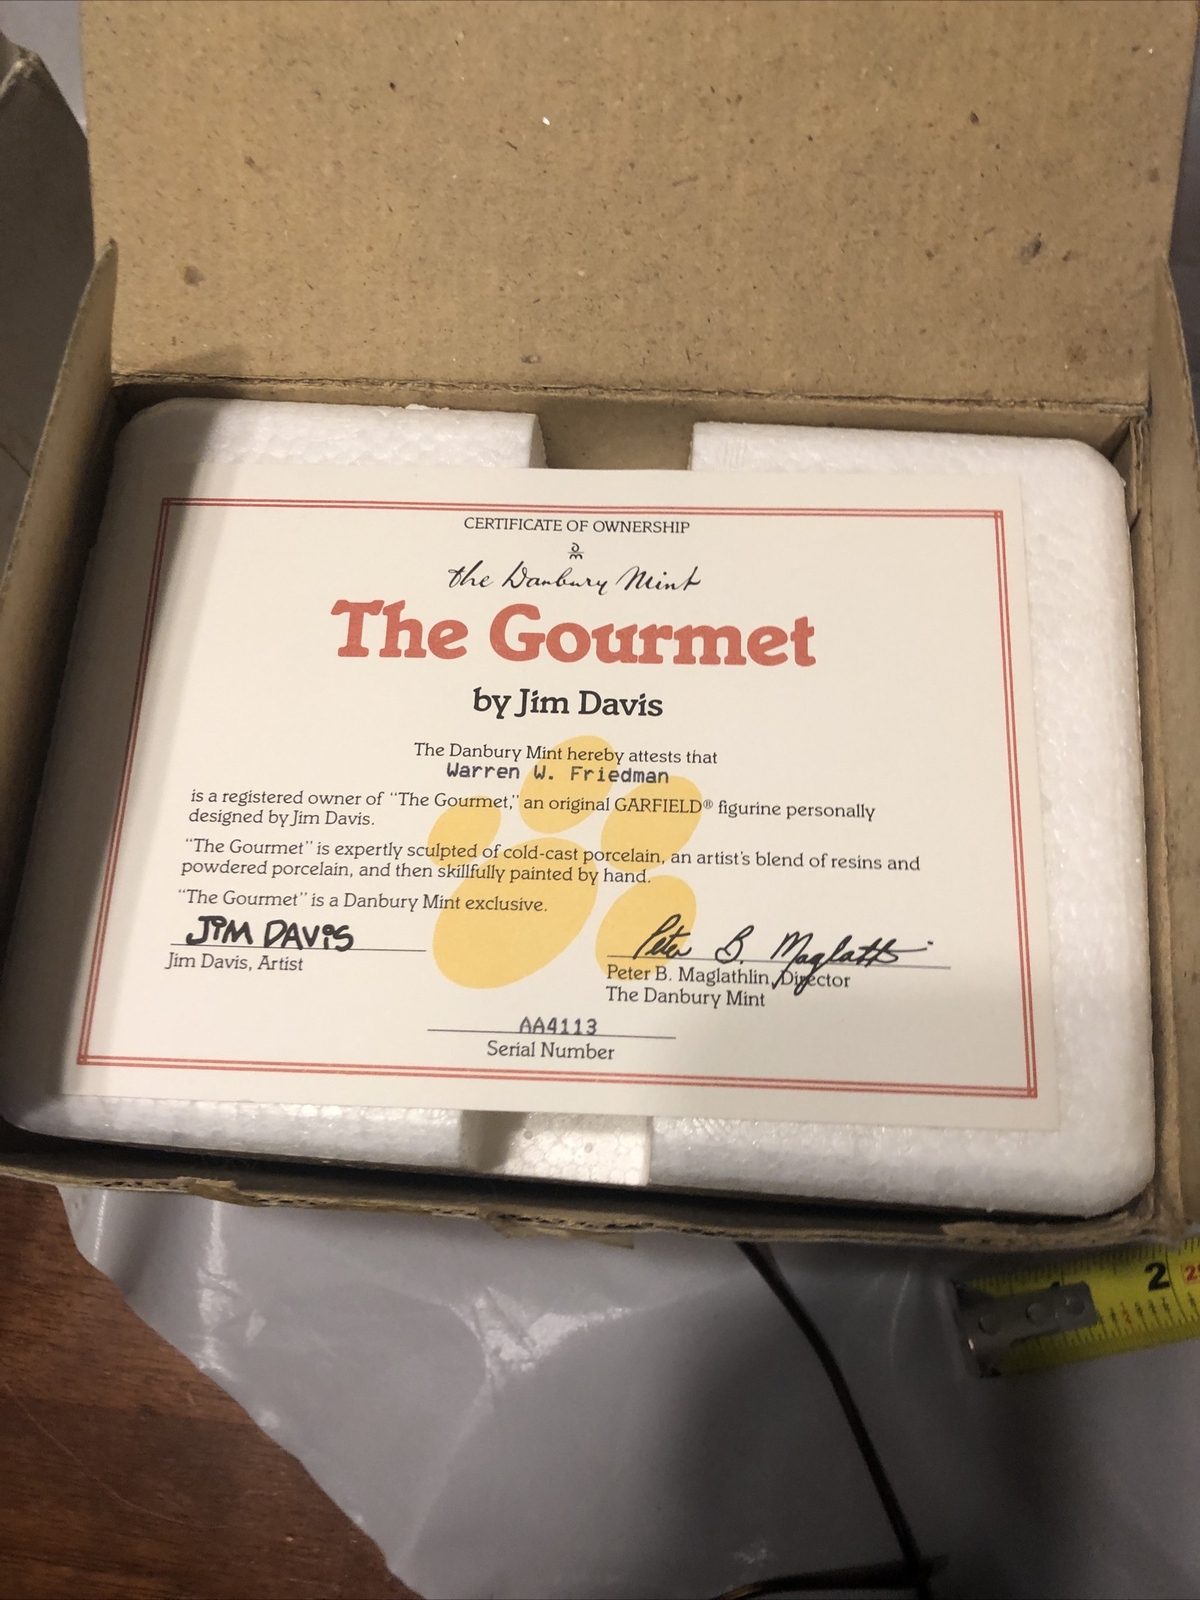 CERTIFICATE OF OWNERSHIP
DM
the Danbury Mint
The Gourmet
by Jim Davis
The Danbury Mint hereby attests that
Warren W. Friedman
is a registered owner of "The Gourmet," an original GARFIELD® figurine personally
designed by Jim Davis.
"The Gourmet" is expertly sculpted of cold-cast porcelain, an artist's blend of resins and
powdered porcelain, and then skillfully painted by hand.
"The Gourmet" is a Danbury Mint exclusive.
JiM DAViS
Jim Davis, Artist
Peter B. Maglathlin
Peter B. Maglathlin, Director
The Danbury Mint
AA4113
Serial Number
2